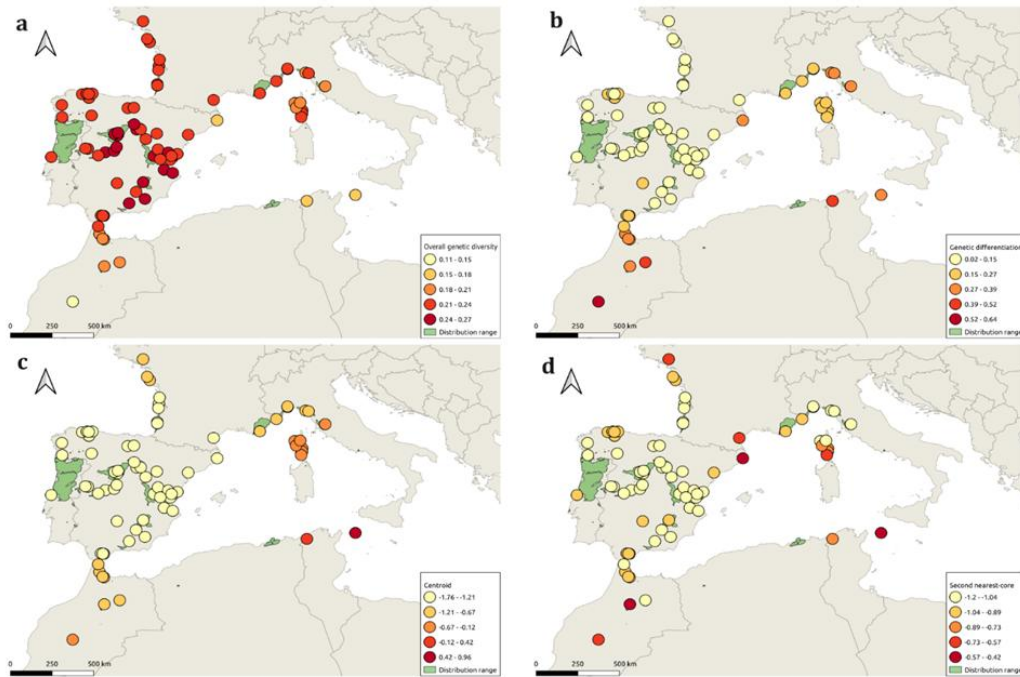 a
Overall genetic diversity
0.11 - 0.15
0.15 - 0.18
0.18 - 0.21
0.21 - 0.24
0.24 - 0.27
Distribution range
0 250 500 km
b
Genetic differentiation
0.02 - 0.15
0.15 - 0.27
0.27 - 0.39
0.39 - 0.52
0.52 - 0.64
Distribution range
0 250 500 km
c
Centroid
-1.76 - -1.21
-1.21 - -0.67
-0.67 - -0.12
-0.12 - 0.42
0.42 - 0.96
Distribution range
0 250 500 km
d
Second nearest-core
-1.2 - -1.04
-1.04 - -0.89
-0.89 - -0.73
-0.73 - -0.57
-0.57 - -0.42
Distribution range
0 250 500 km